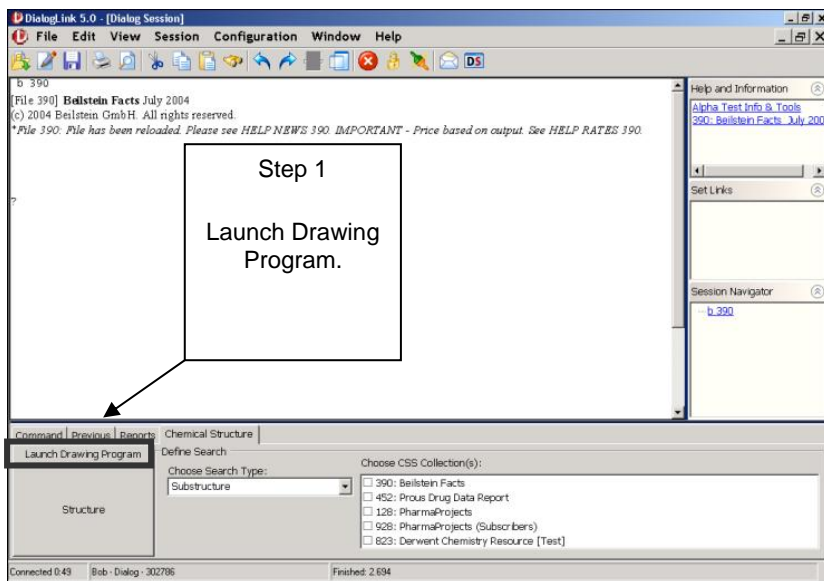 DialogLink 5.0 - [Dialog Session]
File Edit View Session Configuration Window Help
DS
b 390
[File 390] Beilstein Facts July 2004
(c) 2004 Beilstein GmbH. All rights reserved.
*File 390: File has been reloaded. Please see HELP NEWS 390. IMPORTANT - Price based on output. See HELP RATES 390.
?
Step 1
Launch Drawing
Program.
Help and Information
Alpha Test Info & Tools
390: Beilstein Facts July 200
Set Links
Session Navigator
b 390
Command Previous Reports Chemical Structure
Launch Drawing Program
Structure
Define Search
Choose Search Type:
Substructure
Choose CSS Collection(s):
390: Beilstein Facts
452: Prous Drug Data Report
128: PharmaProjects
928: PharmaProjects (Subscribers)
823: Derwent Chemistry Resource [Test]
Connected 0:49 Bob - Dialog - 302786 Finished: 2.694